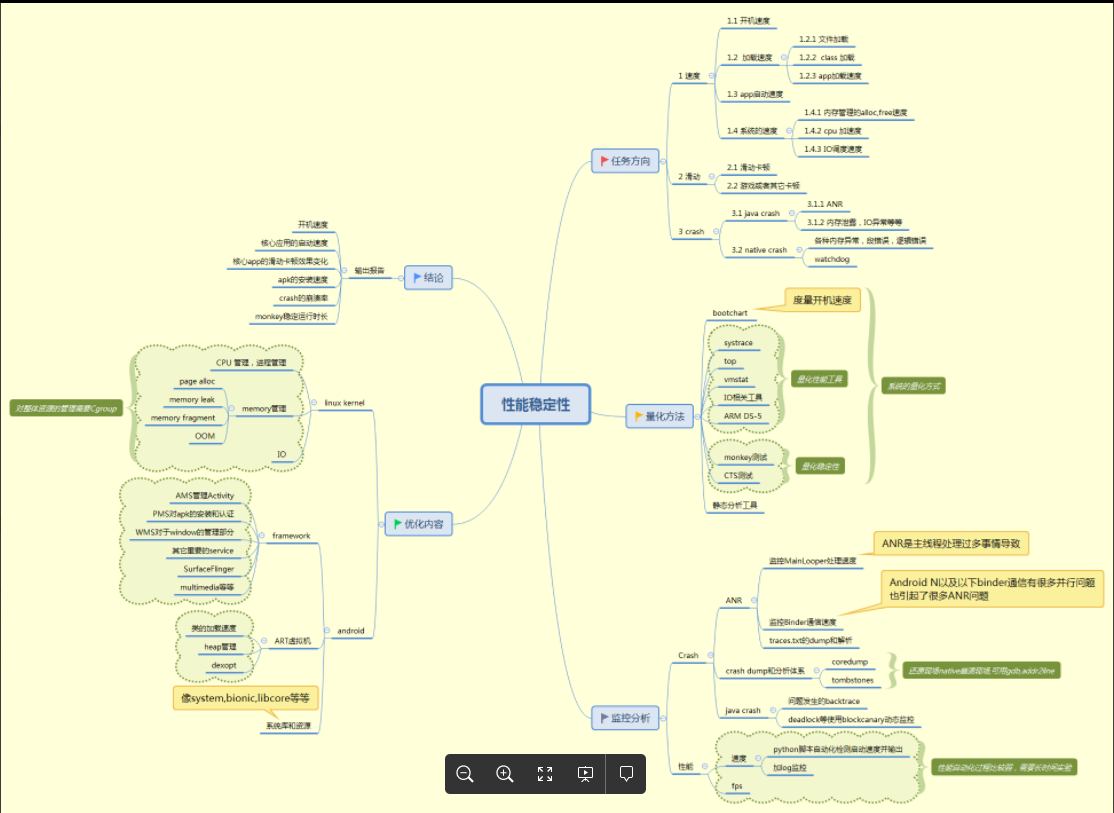 性能稳定性
任务方向
1 速度
1.1 开机速度
1.2 加载速度
1.2.1 文件加载
1.2.2 class 加载
1.2.3 app加载速度
1.3 app启动速度
1.4 系统的速度
1.4.1 内存管理的alloc,free速度
1.4.2 cpu 加速度
1.4.3 IO调度速度
2 滑动
2.1 滑动卡顿
2.2 游戏或者其它卡顿
3 crash
3.1 java crash
3.1.1 ANR
3.1.2 内存泄露，IO异常等等
3.2 native crash
各种内存异常，段错误，逻辑错误
watchdog
量化方法
bootchart
度量开机速度
systrace
top
vmstat
IO相关工具
ARM DS-5
量化性能工具
monkey测试
CTS测试
量化稳定性
静态分析工具
系统的量化方式
监控分析
Crash
ANR
监控MainLooper处理速度
ANR是主线程处理过多事情导致
监控Binder通信速度
Android N以及以下binder通信有很多并行问题
也引起了很多ANR问题
traces.txt的dump和解析
crash dump和分析体系
coredump
tombstones
还原现场native崩溃现场,可用gdb,addr2line
java crash
问题发生的backtrace
deadlock等使用blockcanary动态监控
性能
速度
python脚本自动化检测启动速度并输出
加log监控
fps
性能自动化过程比较弱，需要长时间实验
结论
输出报告
开机速度
核心应用的启动速度
核心app的滑动卡顿效果变化
apk的安装速度
crash的崩溃率
monkey稳定运行时长
优化内容
linux kernel
CPU 管理，进程管理
memory管理
page alloc
memory leak
memory fragment
OOM
IO
对整体资源的管理需要Cgroup
android
framework
AMS管理Activity
PMS对apk的安装和认证
WMS对于window的管理部分
其它重要的service
SurfaceFlinger
multimedia等等
ART虚拟机
类的加载速度
heap管理
dexopt
系统库和资源
像system,bionic,libcore等等